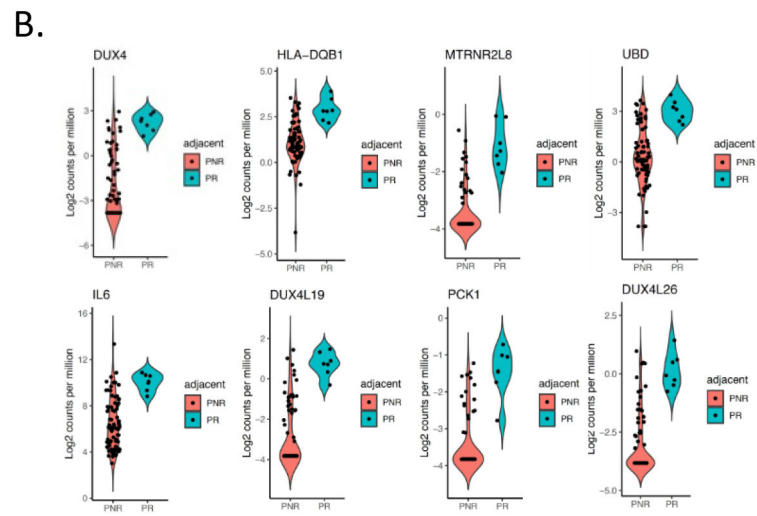 B.
DUX4
Log2 counts per million
3
0
−3
−6
PNR PR
adjacent
PNR
PR
HLA−DQB1
Log2 counts per million
5.0
2.5
0.0
−2.5
−5.0
PNR PR
adjacent
PNR
PR
MTRNR2L8
Log2 counts per million
0
−2
−4
PNR PR
adjacent
PNR
PR
UBD
Log2 counts per million
3
0
−3
PNR PR
adjacent
PNR
PR
IL6
Log2 counts per million
16
12
8
4
0
PNR PR
adjacent
PNR
PR
DUX4L19
Log2 counts per million
2
0
−2
−4
PNR PR
adjacent
PNR
PR
PCK1
Log2 counts per million
0
−1
−2
−3
−4
PNR PR
adjacent
PNR
PR
DUX4L26
Log2 counts per million
2.5
0.0
−2.5
−5.0
PNR PR
adjacent
PNR
PR